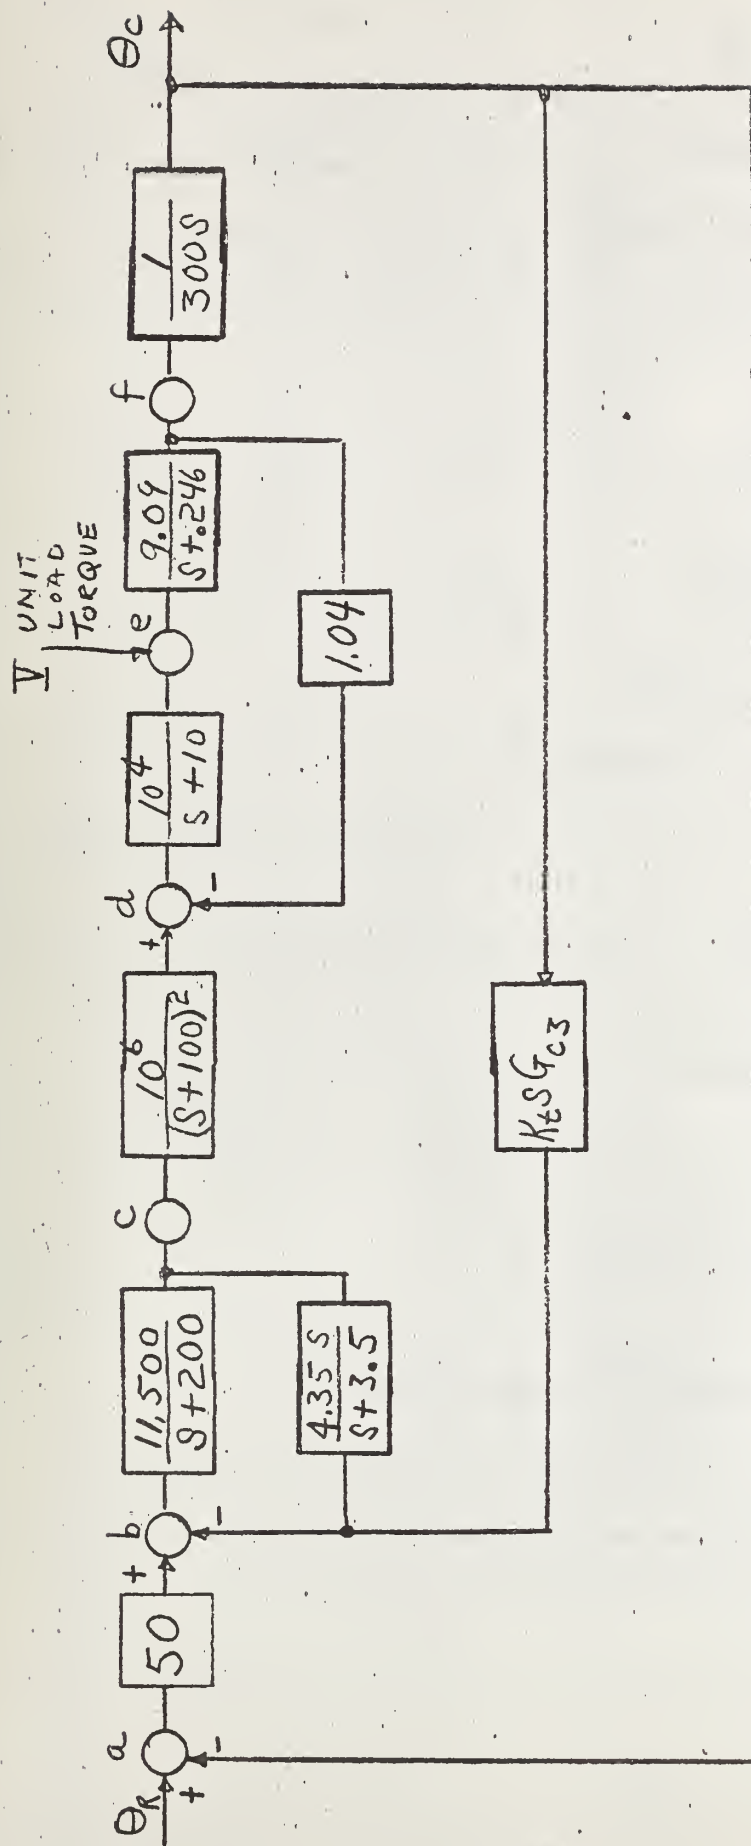 θR
+
a
-
50
+
b
-
11,500
S+200
4.35 S
S+3.5
c
10^6
(S+100)^2
+
d
-
10^4
S+10
V UNIT
LOAD
TORQUE
e
9.09
S+.246
1.04
f
1
300S
θC
KtSGC3